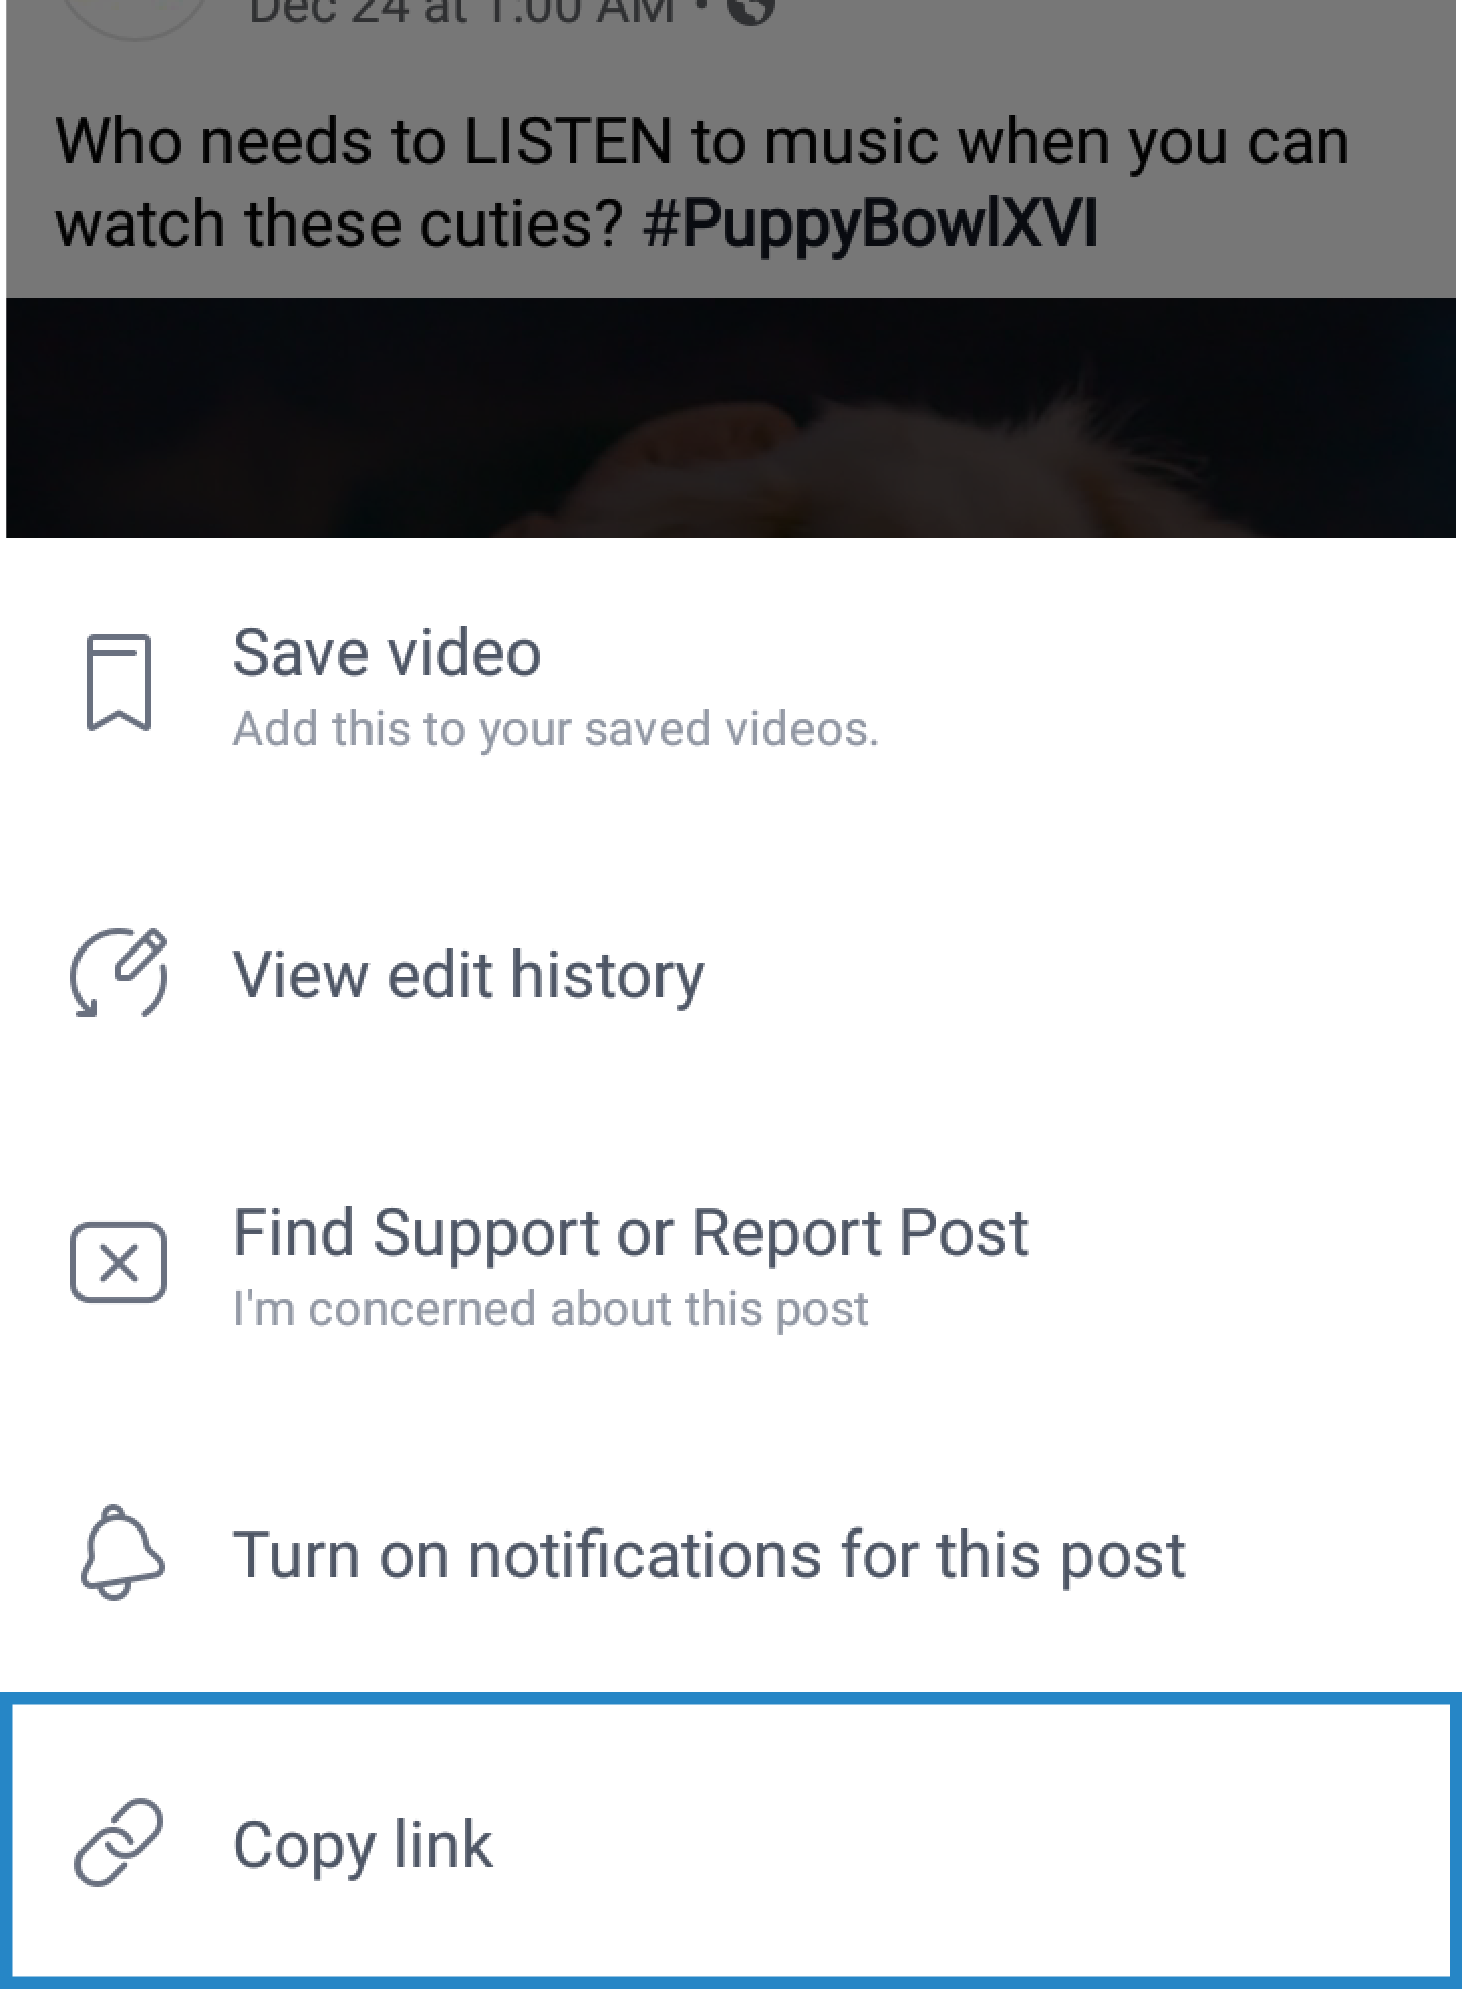 Dec 24 at 1:00 AM •
Who needs to LISTEN to music when you can
watch these cuties? #PuppyBowlXVI
Save video
Add this to your saved videos.
View edit history
Find Support or Report Post
I'm concerned about this post
Turn on notifications for this post
Copy link